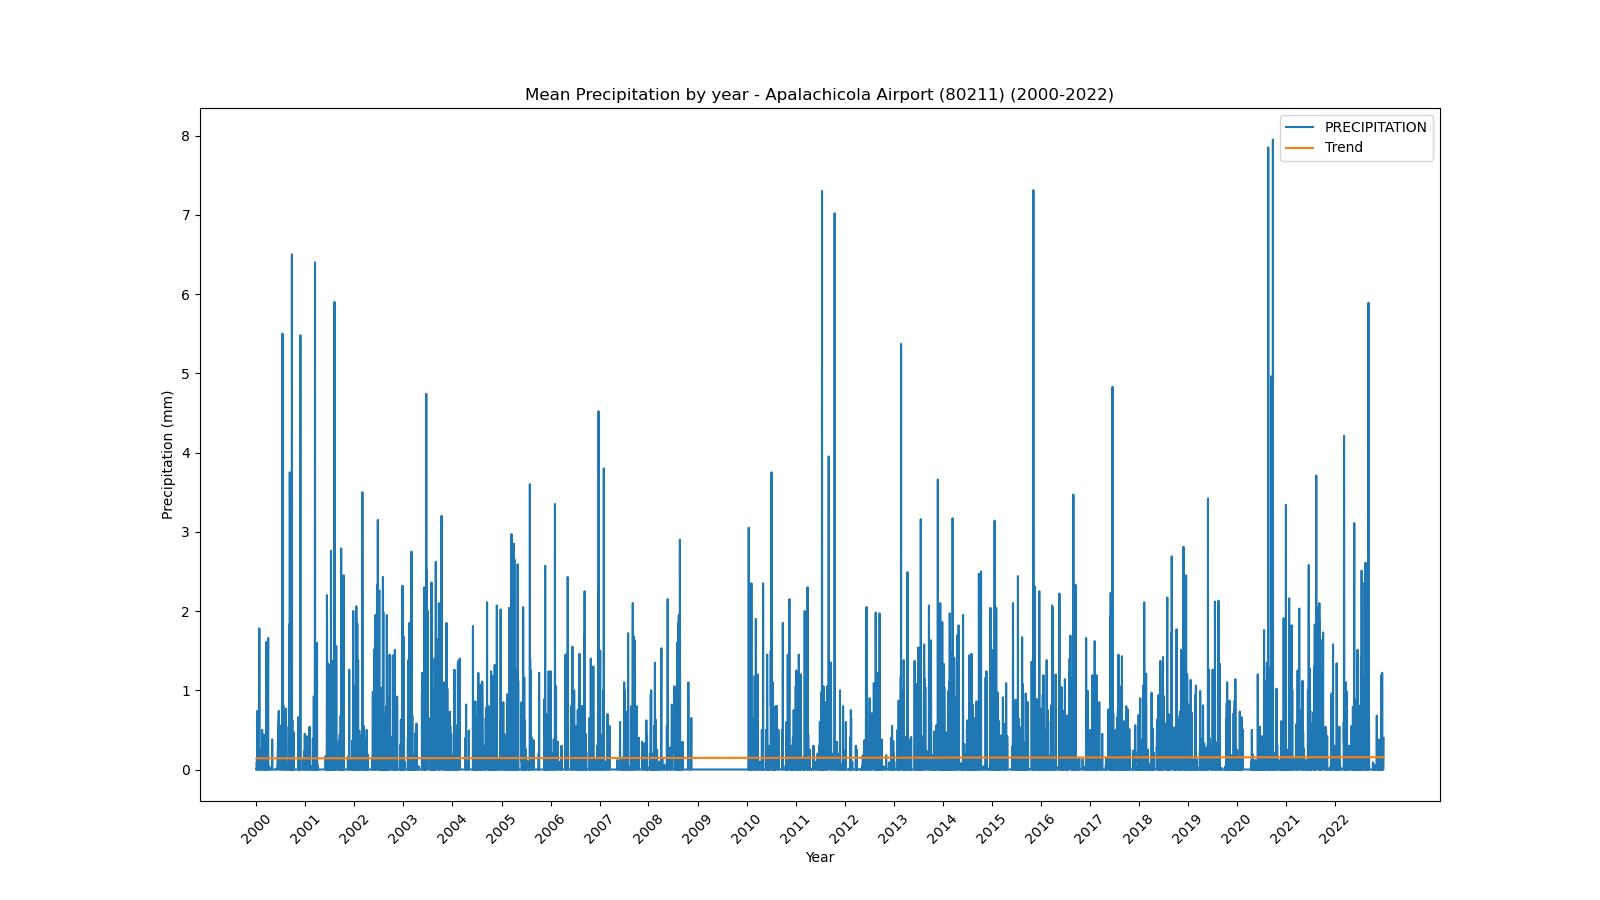 Mean Precipitation by year - Apalachicola Airport (80211) (2000-2022)
PRECIPITATION
Trend
8
7
6
5
4
3
2
1
0
Precipitation (mm)
2000 2001 2002 2003 2004 2005 2006 2007 2008 2009 2010 2011 2012 2013 2014 2015 2016 2017 2018 2019 2020 2021 2022
Year